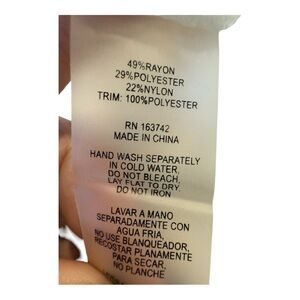 49%RAYON
29%POLYESTER
22%NYLON
TRIM: 100%POLYESTER
RN 163742
MADE IN CHINA
HAND WASH SEPARATELY
IN COLD WATER,
DO NOT BLEACH,
LAY FLAT TO DRY.
DO NOT IRON
LAVAR A MANO
SEPARADAMENTE CON
AGUA FRIA,
NO USE BLANQUEADOR,
RECOSTAR PLANAMENTE
PARA SECAR,
NO PLANCHE